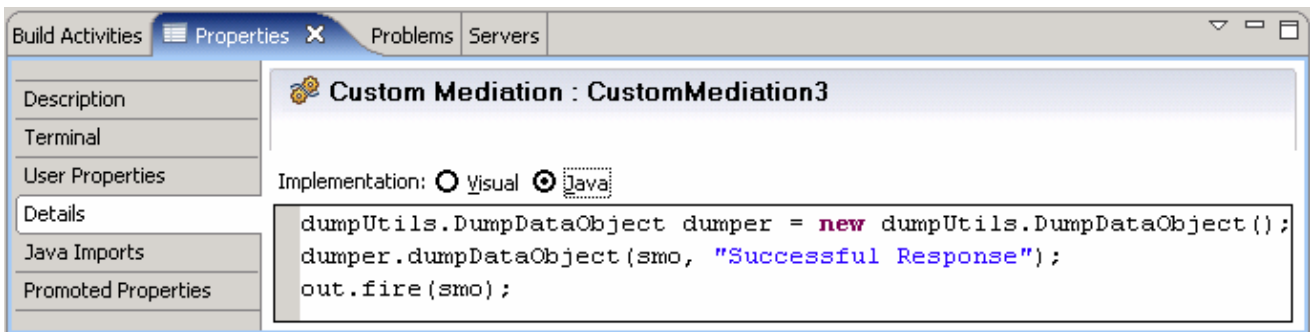 Build Activities Properties Problems Servers
Description
Terminal
User Properties
Details
Java Imports
Promoted Properties
Custom Mediation : CustomMediation3
Implementation: Visual Java
dumpUtils.DumpDataObject dumper = new dumpUtils.DumpDataObject();
dumper.dumpDataObject(smo, "Successful Response");
out.fire(smo);